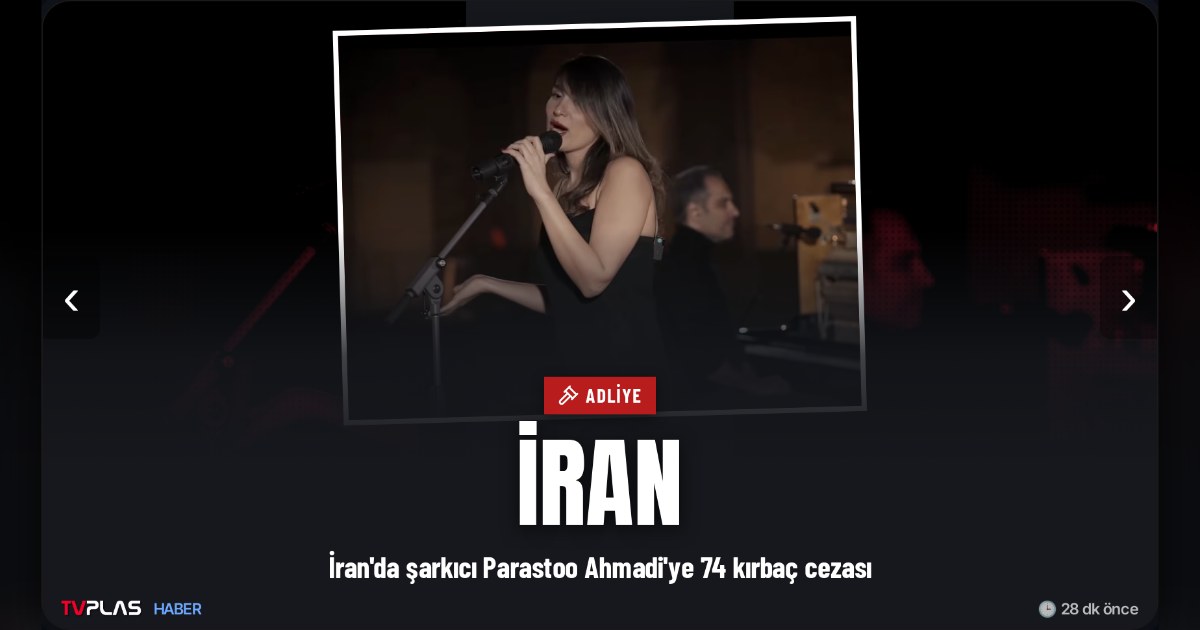 ADLİYE
İRAN
İran'da şarkıcı Parastoo Ahmadi'ye 74 kırbaç cezası
TVPLAS HABER
28 dk önce